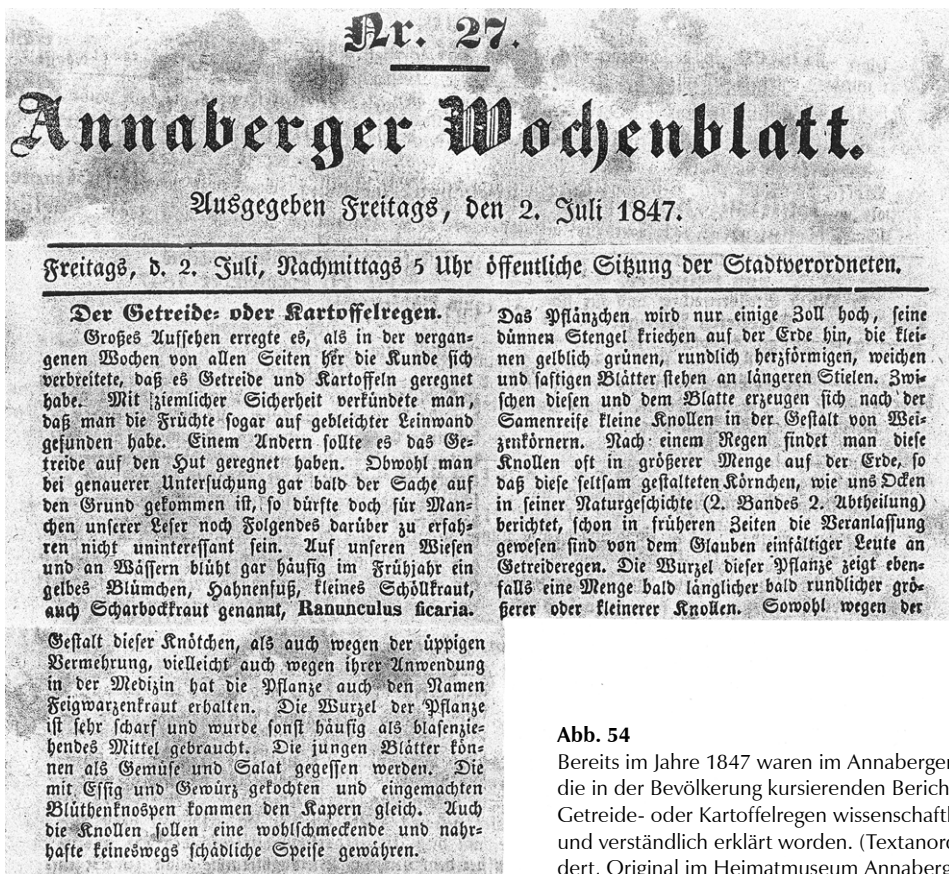 Nr. 27.
Annaberger Wochenblatt.
Ausgegeben Freitags, den 2. Juli 1847.
Freitags, d. 2. Juli, Nachmittags 5 Uhr öffentliche Sitzung der Stadtverordneten.
Der Getreide- oder Kartoffelregen.
Großes Aufsehen erregte es, als in der vergan-
genen Wochen von allen Seiten her die Kunde sich
verbreitete, daß es Getreide und Kartoffeln geregnet
habe. Mit ziemlicher Sicherheit verkündete man,
daß man die Früchte sogar auf gebleichter Leinwand
gefunden habe. Einem Andern sollte es das Ge-
treide auf den Hut geregnet haben. Obwohl man
bei genauerer Untersuchung gar bald der Sache auf
den Grund gekommen ist, so dürfte doch für Man-
chen unserer Leser noch Folgendes darüber zu erfah-
ren nicht uninteressant sein. Auf unseren Wiesen
und an Wässern blüht gar häufig im Frühjahr ein
gelbes Blümchen, Hahnenfuß, kleines Schöllkraut,
auch Scharbockkraut genannt, Ranunculus ficaria.
Das Pflänzchen wird nur einige Zoll hoch, seine
dünnen Stengel kriechen auf der Erde hin, die klei-
nen gelblich grünen, rundlich herzförmigen, weichen
und saftigen Blätter stehen an längeren Stielen. Zwi-
schen diesen und dem Blatte erzeugen sich nach der
Samenreife kleine Knollen in der Gestalt von Wei-
zenkörnern. Nach einem Regen findet man diese
Knollen oft in größerer Menge auf der Erde, so
daß diese seltsam gestalteten Körnchen, wie uns Ocken
in seiner Naturgeschichte (2. Bandes 2. Abtheilung)
berichtet, schon in früheren Zeiten die Veranlassung
gewesen sind von dem Glauben einfältiger Leute an
Getreideregen. Die Wurzel dieser Pflanze zeigt eben-
falls eine Menge bald länglicher bald rundlicher grö-
ßerer oder kleinerer Knollen. Sowohl wegen der
Gestalt dieser Knötchen, als auch wegen der üppigen
Vermehrung, vielleicht auch wegen ihrer Anwendung
in der Medizin hat die Pflanze auch den Namen
Feigwarzenkraut erhalten. Die Wurzel der Pflanze
ist sehr scharf und wurde sonst häufig als blasenzie-
hendes Mittel gebraucht. Die jungen Blätter kön-
nen als Gemüse und Salat gegessen werden. Die
mit Essig und Gewürz gekochten und eingemachten
Blüthenknospen kommen den Kapern gleich. Auch
die Knollen sollen eine wohlschmeckende und nahr-
hafte keineswegs schädliche Speise gewähren.
Abb. 54
Bereits im Jahre 1847 waren im Annaberger
die in der Bevölkerung kursierenden Berich
Getreide- oder Kartoffelregen wissenschaftl
und verständlich erklärt worden. (Textanord
dert. Original im Heimatmuseum Annaberg